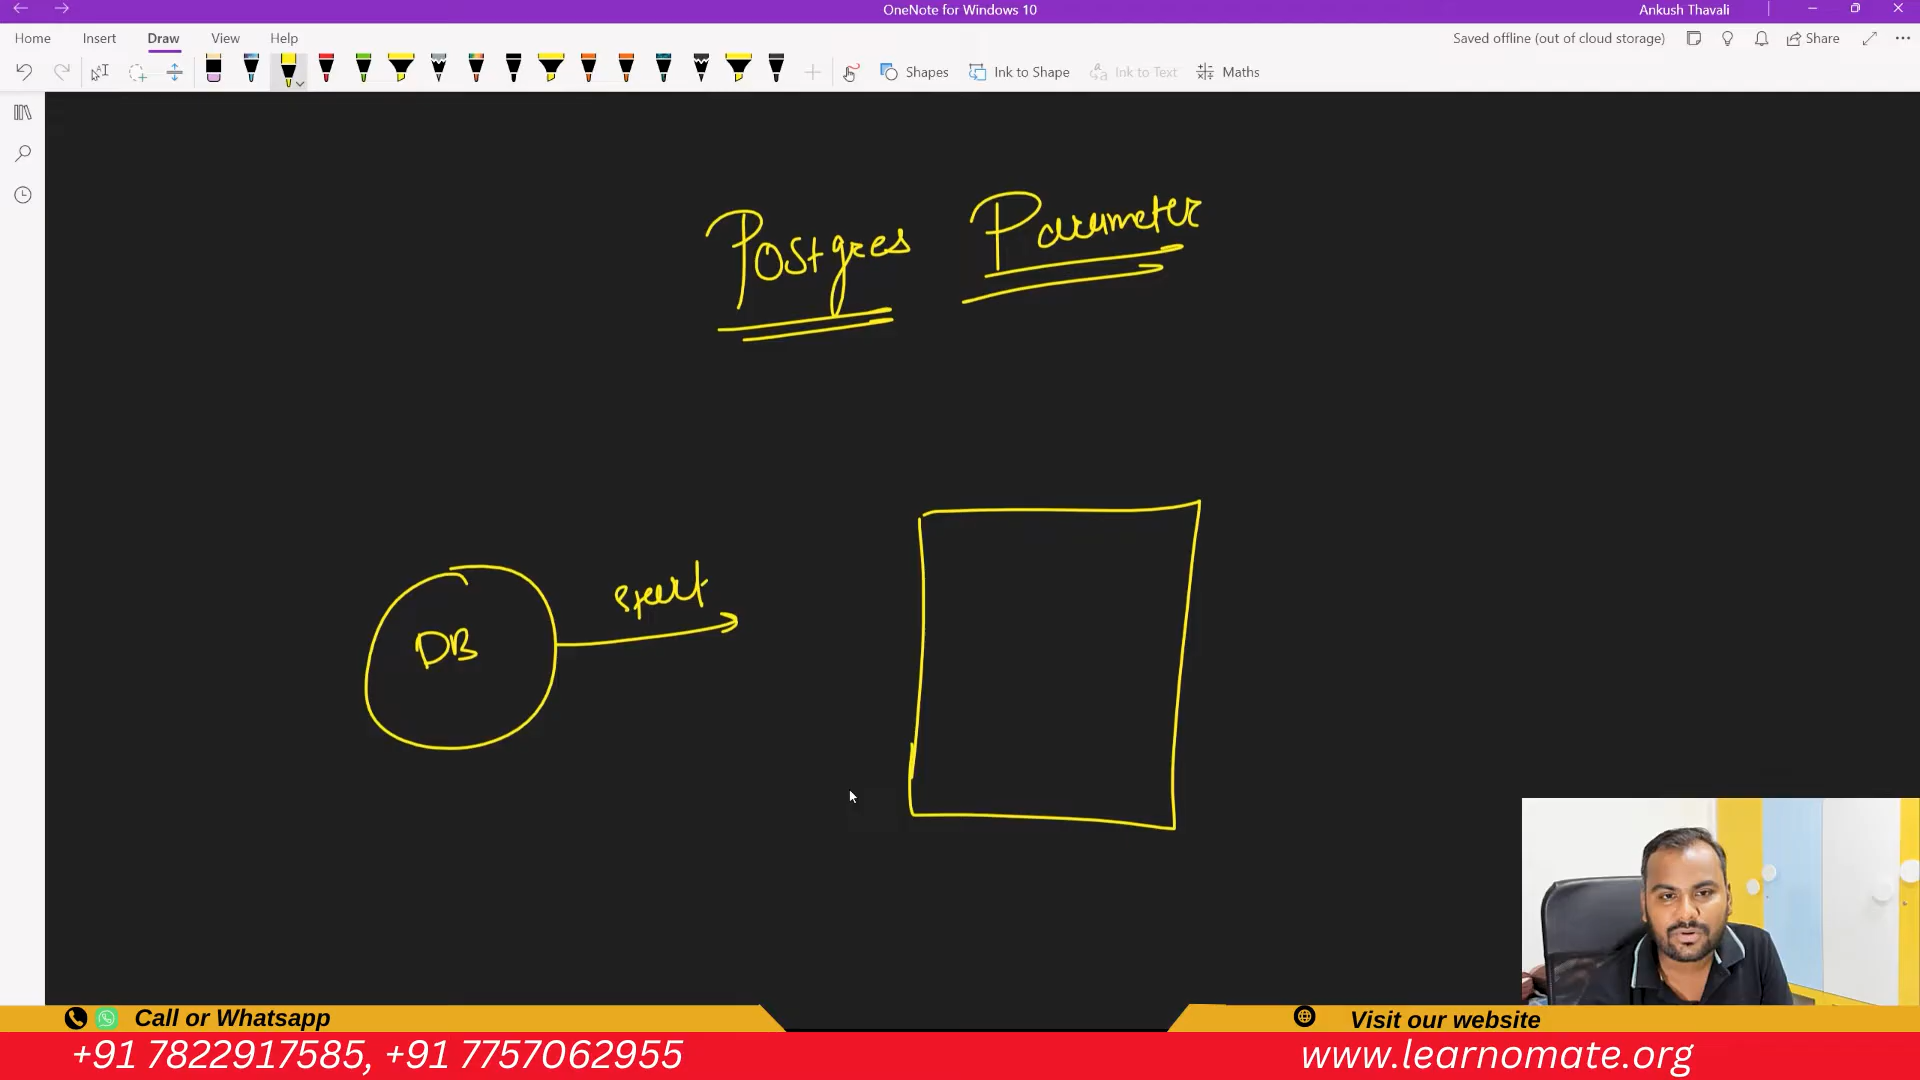 OneNote for Windows 10
Ankush Thavali
Home Insert Draw View Help
Saved offline (out of cloud storage)
Share
Shapes
Ink to Shape
Ink to Text
Maths
Postgres Parameter
start
DB
Call or Whatsapp
Visit our website
+91 7822917585, +91 7757062955
www.learnomate.org